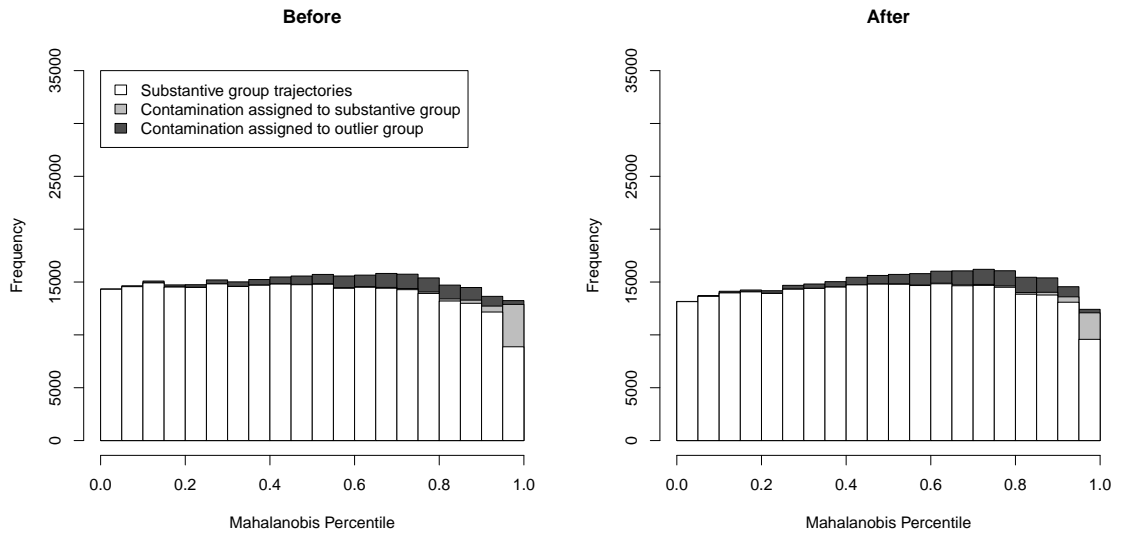 Before
35000
25000
15000
5000
0
Frequency
Substantive group trajectories
Contamination assigned to substantive group
Contamination assigned to outlier group
0.0 0.2 0.4 0.6 0.8 1.0
Mahalanobis Percentile
After
35000
25000
15000
5000
0
Frequency
0.0 0.2 0.4 0.6 0.8 1.0
Mahalanobis Percentile